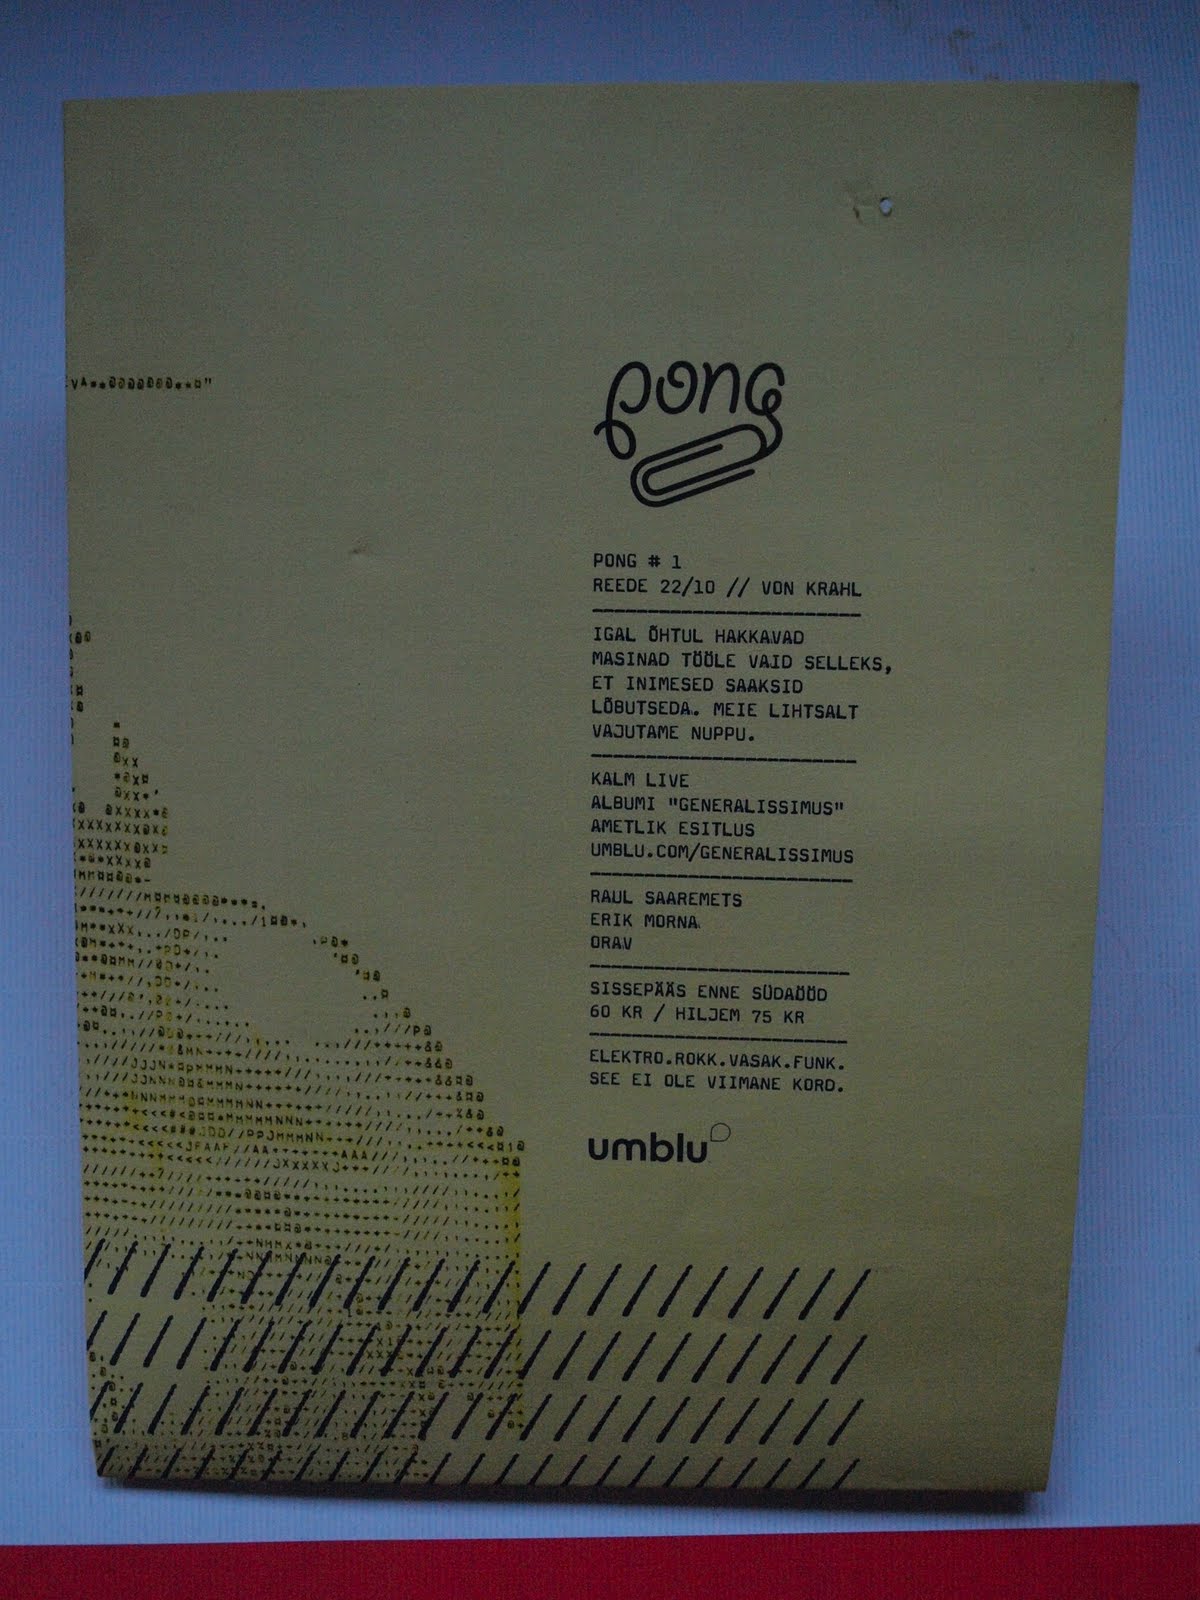 pong
PONG # 1
REEDE 22/10 // VON KRAHL
IGAL ÕHTUL HAKKAVAD
MASINAD TÖÖLE VAID SELLEKS,
ET INIMESED SAAKSID
LÕBUTSEDA. MEIE LIHTSALT
VAJUTAME NUPPU.
KALM LIVE
ALBUMI "GENERALISSIMUS"
AMETLIK ESITLUS
UMBLU.COM/GENERALISSIMUS
RAUL SAAREMETS
ERIK MORNA
ORAV
SISSEPÄÄS ENNE SÜDAÖÖD
60 KR / HILJEM 75 KR
ELEKTRO.ROKK.VASAK.FUNK.
SEE EI OLE VIIMANE KORD.
umblu